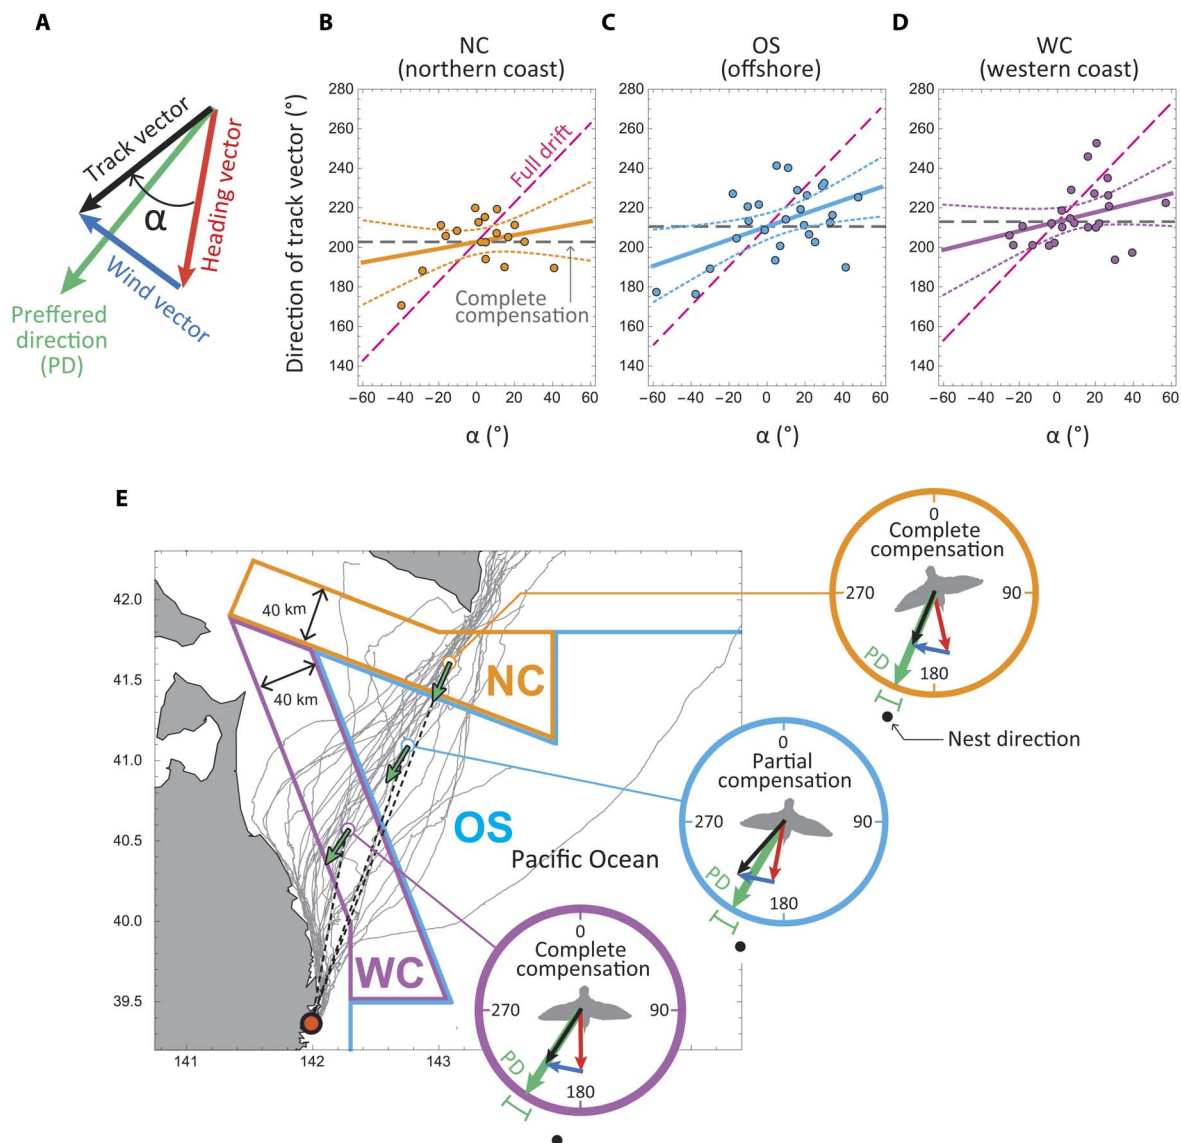 A
Track vector
Heading vector
α
Wind vector
Preffered
direction
(PD)
B
NC
(northern coast)
Direction of track vector (°)
280
260
240
220
200
180
160
140
Full drift
Complete
compensation
−60 −40 −20 0 20 40 60
α (°)
C
OS
(offshore)
280
260
240
220
200
180
160
140
−60 −40 −20 0 20 40 60
α (°)
D
WC
(western coast)
280
260
240
220
200
180
160
140
−60 −40 −20 0 20 40 60
α (°)
E
42.0
41.5
41.0
40.5
40.0
39.5
141 142 143
40 km
40 km
NC
OS
Pacific Ocean
WC
0
Complete
compensation
270 90
PD
180
Nest direction
0
Partial
compensation
270 90
PD
180
0
Complete
compensation
270 90
PD
180